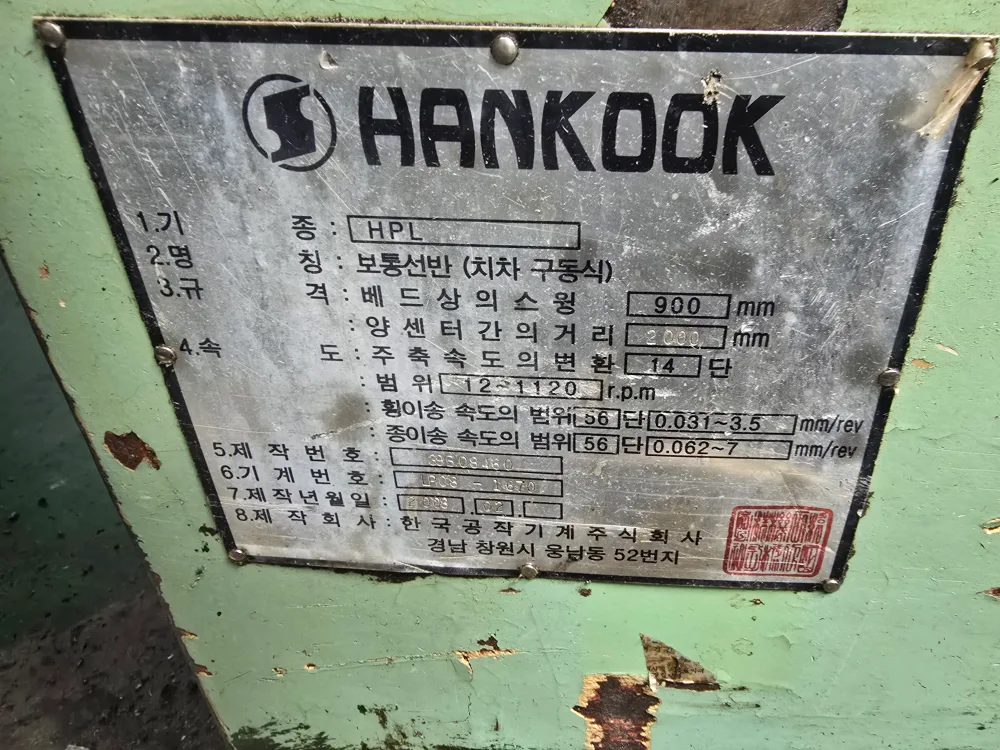 HANKOOK
1.기 종 : HPL
2.명 칭 : 보통선반 (치차 구동식)
3.규 격 : 베드상의스윙 900 mm
: 양센터간의거리 2000 mm
4.속 도 : 주축속도의변환 14 단
: 범위 12~1120 r.p.m
: 횡이송 속도의 범위 56 단 0.031~3.5 mm/rev
: 종이송 속도의 범위 56 단 0.062~7 mm/rev
5.제작번호 :
6.기계번호 :
7.제작년월일 :
8.제작회사 : 한국공작기계주식회사
경남 창원시 웅남동 52번지